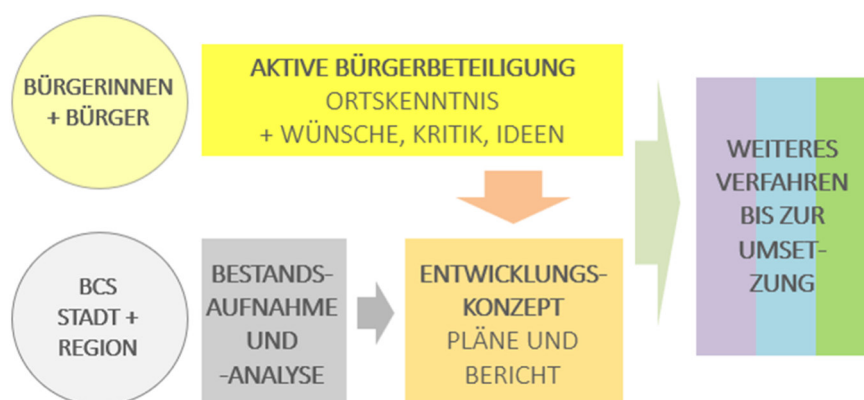 BÜRGERINNEN
+ BÜRGER
AKTIVE BÜRGERBETEILIGUNG
ORTSKENNTNIS
+ WÜNSCHE, KRITIK, IDEEN
BCS
STADT +
REGION
BESTANDS-
AUFNAHME
UND
-ANALYSE
ENTWICKLUNGS-
KONZEPT
PLÄNE UND
BERICHT
WEITERES
VERFAHREN
BIS ZUR
UMSET-
ZUNG